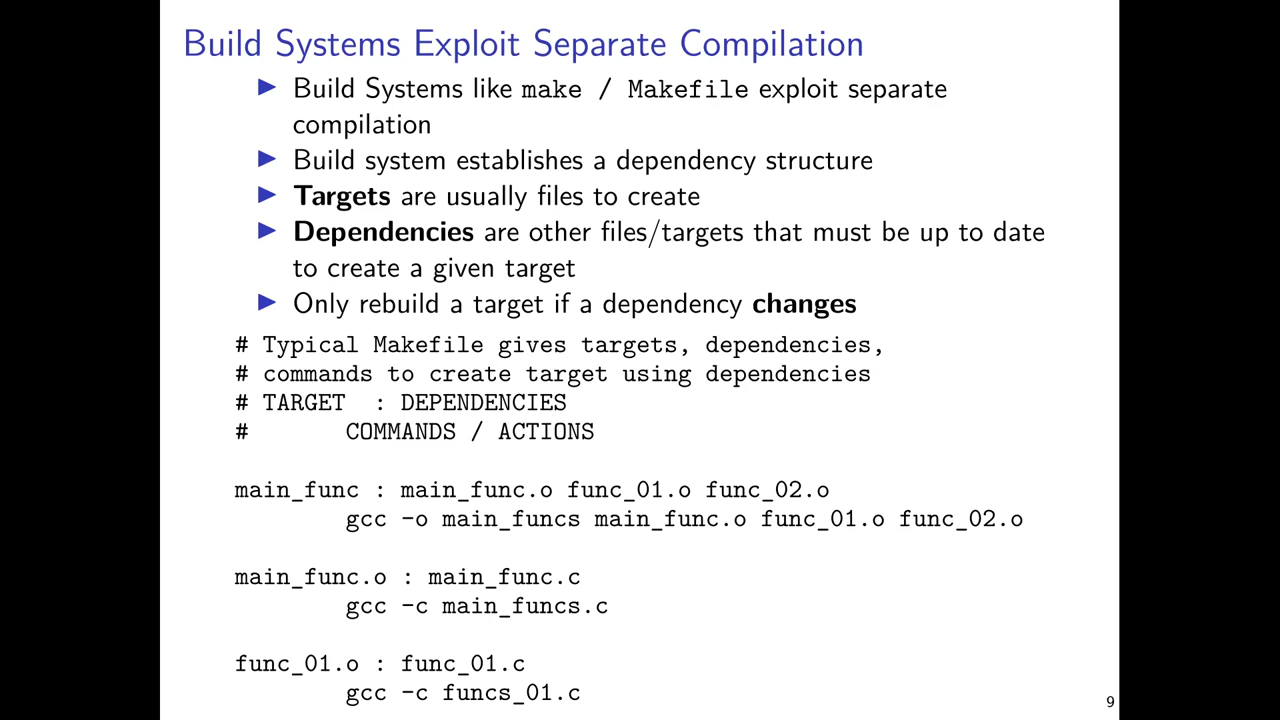 Build Systems Exploit Separate Compilation
Build Systems like make / Makefile exploit separate
compilation
Build system establishes a dependency structure
Targets are usually files to create
Dependencies are other files/targets that must be up to date
to create a given target
Only rebuild a target if a dependency changes
# Typical Makefile gives targets, dependencies,
# commands to create target using dependencies
# TARGET  : DEPENDENCIES
#       COMMANDS / ACTIONS
main_func : main_func.o func_01.o func_02.o
        gcc -o main_funcs main_func.o func_01.o func_02.o
main_func.o : main_func.c
        gcc -c main_funcs.c
func_01.o : func_01.c
        gcc -c funcs_01.c
9